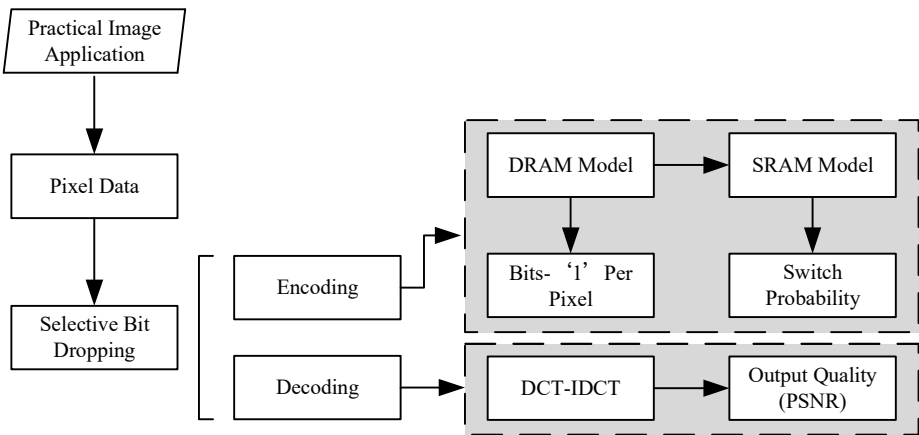 Practical Image
Application
Pixel Data
Selective Bit
Dropping
Encoding
Decoding
DRAM Model
SRAM Model
Bits- ‘1’ Per
Pixel
Switch
Probability
DCT-IDCT
Output Quality
(PSNR)